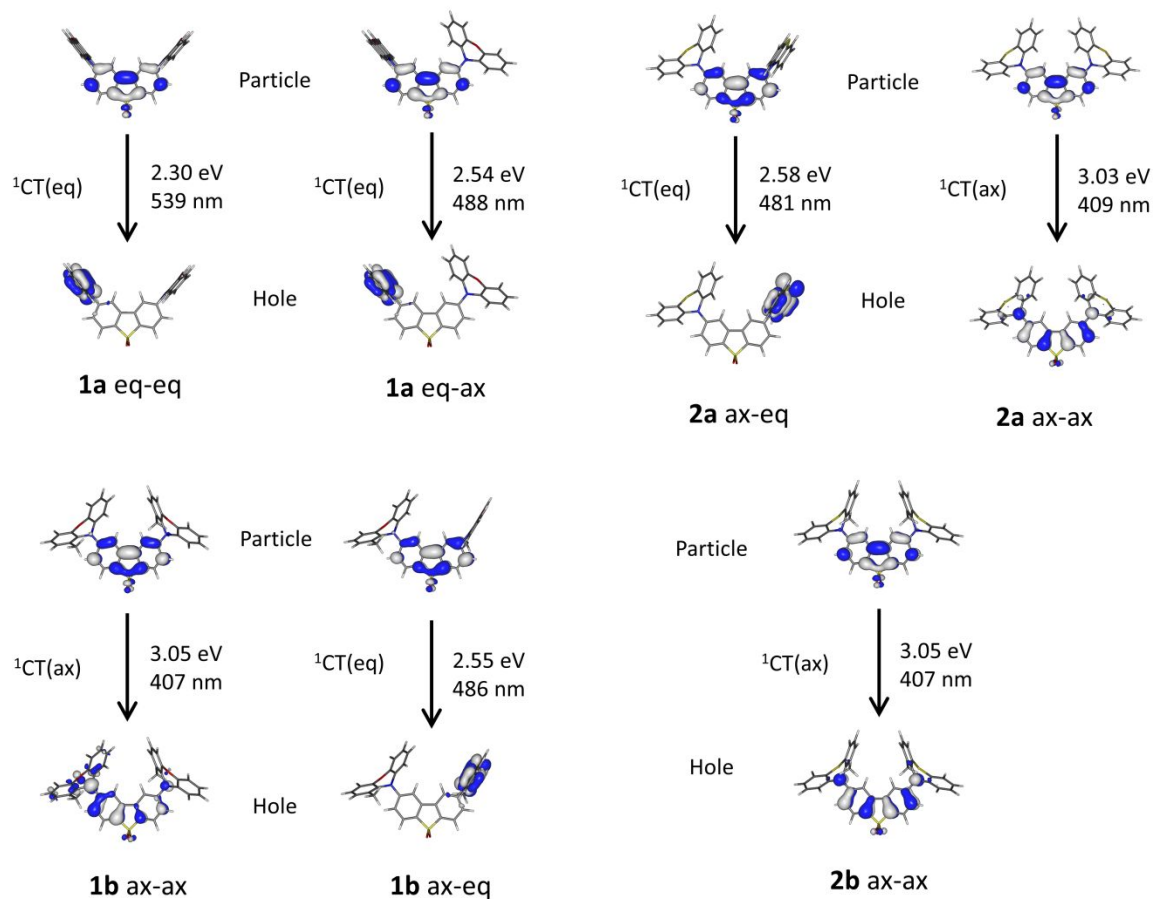 Particle
Particle
¹CT(eq)
2.30 eV
539 nm
¹CT(eq)
2.54 eV
488 nm
¹CT(eq)
2.58 eV
481 nm
¹CT(ax)
3.03 eV
409 nm
Hole
Hole
1a eq-eq
1a eq-ax
2a ax-eq
2a ax-ax
Particle
Particle
¹CT(ax)
3.05 eV
407 nm
¹CT(eq)
2.55 eV
486 nm
¹CT(ax)
3.05 eV
407 nm
Hole
Hole
1b ax-ax
1b ax-eq
2b ax-ax